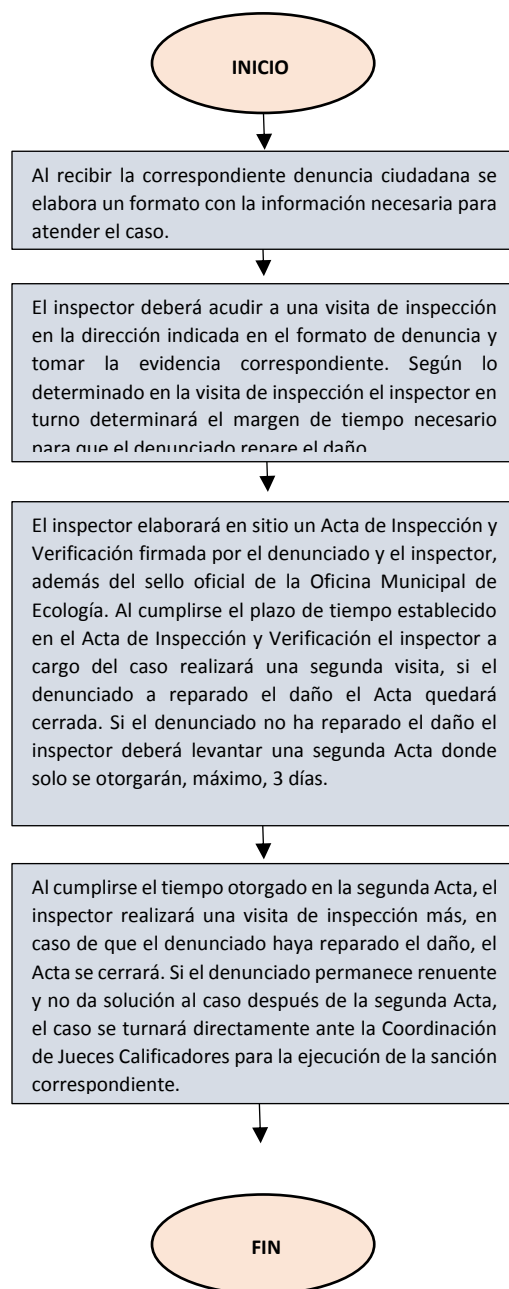 INICIO
Al recibir la correspondiente denuncia ciudadana se
elabora un formato con la información necesaria para
atender el caso.
El inspector deberá acudir a una visita de inspección
en la dirección indicada en el formato de denuncia y
tomar la evidencia correspondiente. Según lo
determinado en la visita de inspección el inspector en
turno determinará el margen de tiempo necesario
para que el denunciado repare el daño
El inspector elaborará en sitio un Acta de Inspección y
Verificación firmada por el denunciado y el inspector,
además del sello oficial de la Oficina Municipal de
Ecología. Al cumplirse el plazo de tiempo establecido
en el Acta de Inspección y Verificación el inspector a
cargo del caso realizará una segunda visita, si el
denunciado a reparado el daño el Acta quedará
cerrada. Si el denunciado no ha reparado el daño el
inspector deberá levantar una segunda Acta donde
solo se otorgarán, máximo, 3 días.
Al cumplirse el tiempo otorgado en la segunda Acta, el
inspector realizará una visita de inspección más, en
caso de que el denunciado haya reparado el daño, el
Acta se cerrará. Si el denunciado permanece renuente
y no da solución al caso después de la segunda Acta,
el caso se turnará directamente ante la Coordinación
de Jueces Calificadores para la ejecución de la sanción
correspondiente.
FIN